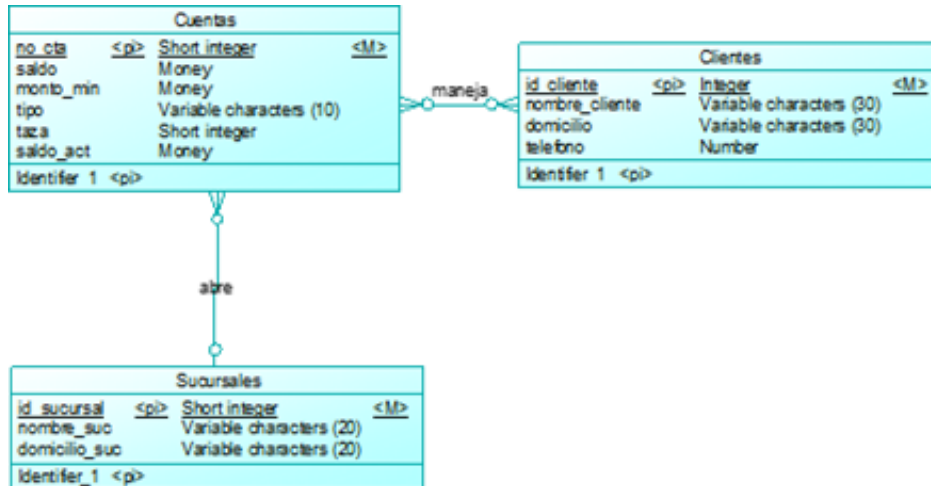 Cuentas
no_cta <pi> Short integer <M>
saldo Money
monto_min Money
tipo Variable characters (10)
taza Short integer
saldo_act Money
Identifer_1 <pi>
maneja
Clientes
id_cliente <pi> Integer <M>
nombre_cliente Variable characters (30)
domicilio Variable characters (30)
telefono Number
Identifer_1 <pi>
abre
Sucursales
id_sucursal <pi> Short integer <M>
nombre_suc Variable characters (20)
domicilio_suc Variable characters (20)
Identifer_1 <pi>